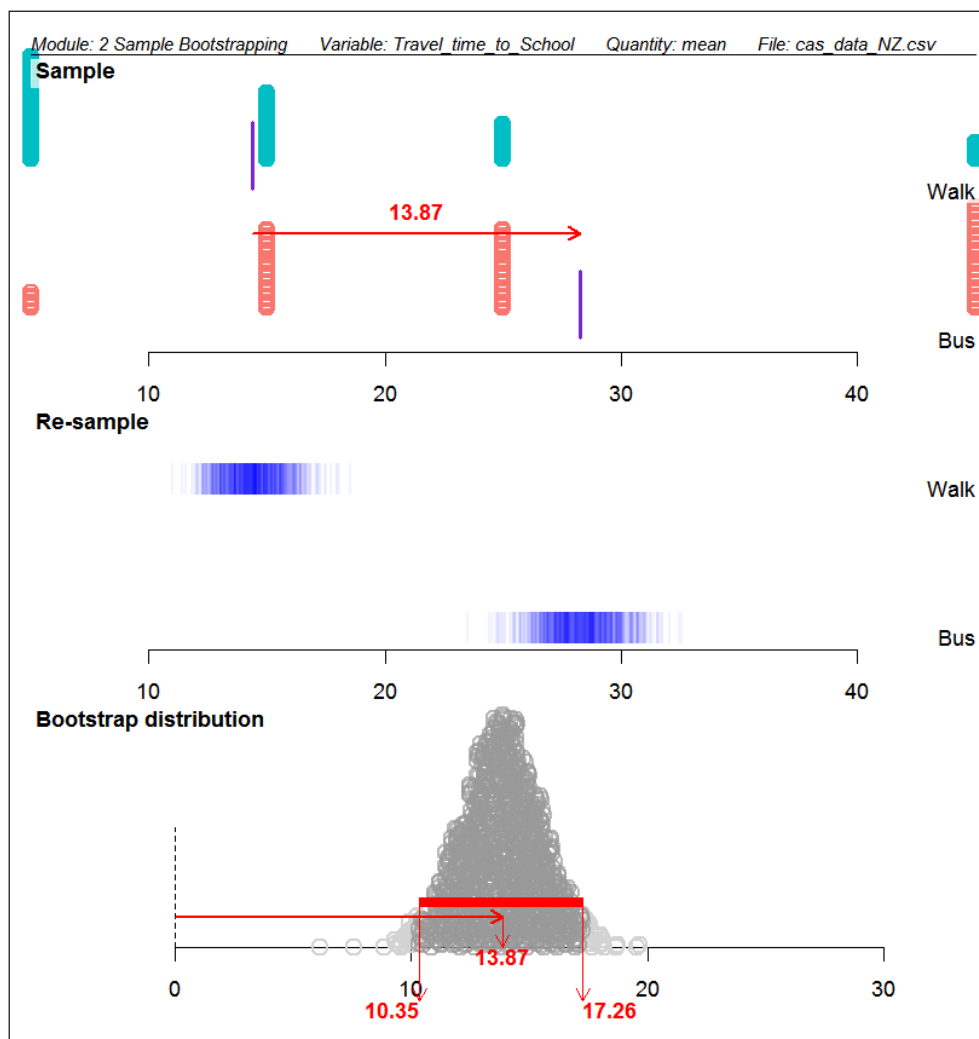 Module: 2 Sample Bootstrapping Variable: Travel_time_to_School Quantity: mean File: cas_data_NZ.csv
Sample
Walk
13.87
Bus
10 20 30 40
Re-sample
Walk
Bus
10 20 30 40
Bootstrap distribution
13.87
0 10 20 30
10.35 17.26